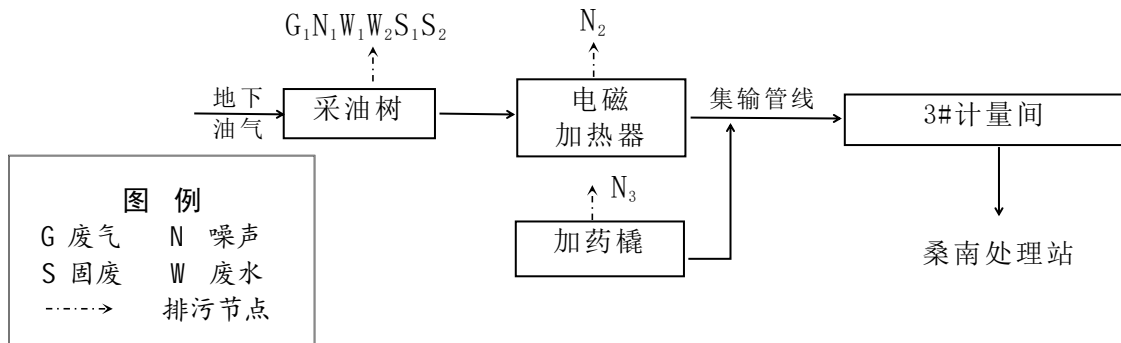 G₁N₁W₁W₂S₁S₂
N₂
地下
油气
采油树
电磁
加热器
集输管线
3#计量间
N₃
加药橇
桑南处理站
图 例
G 废气 N 噪声
S 固废 W 废水
排污节点